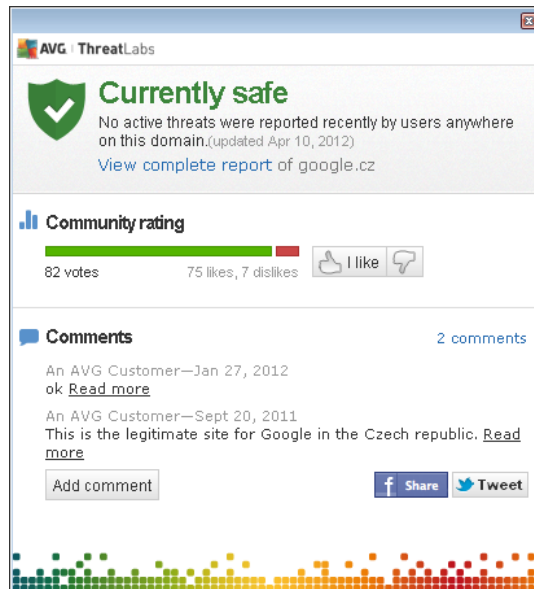 AVG ThreatLabs
Currently safe
No active threats were reported recently by users anywhere
on this domain.(updated Apr 10, 2012)
View complete report of google.cz
Community rating
82 votes 75 likes, 7 dislikes I like
Comments 2 comments
An AVG Customer—Jan 27, 2012
ok Read more
An AVG Customer—Sept 20, 2011
This is the legitimate site for Google in the Czech republic. Read
more
Add comment f Share Tweet